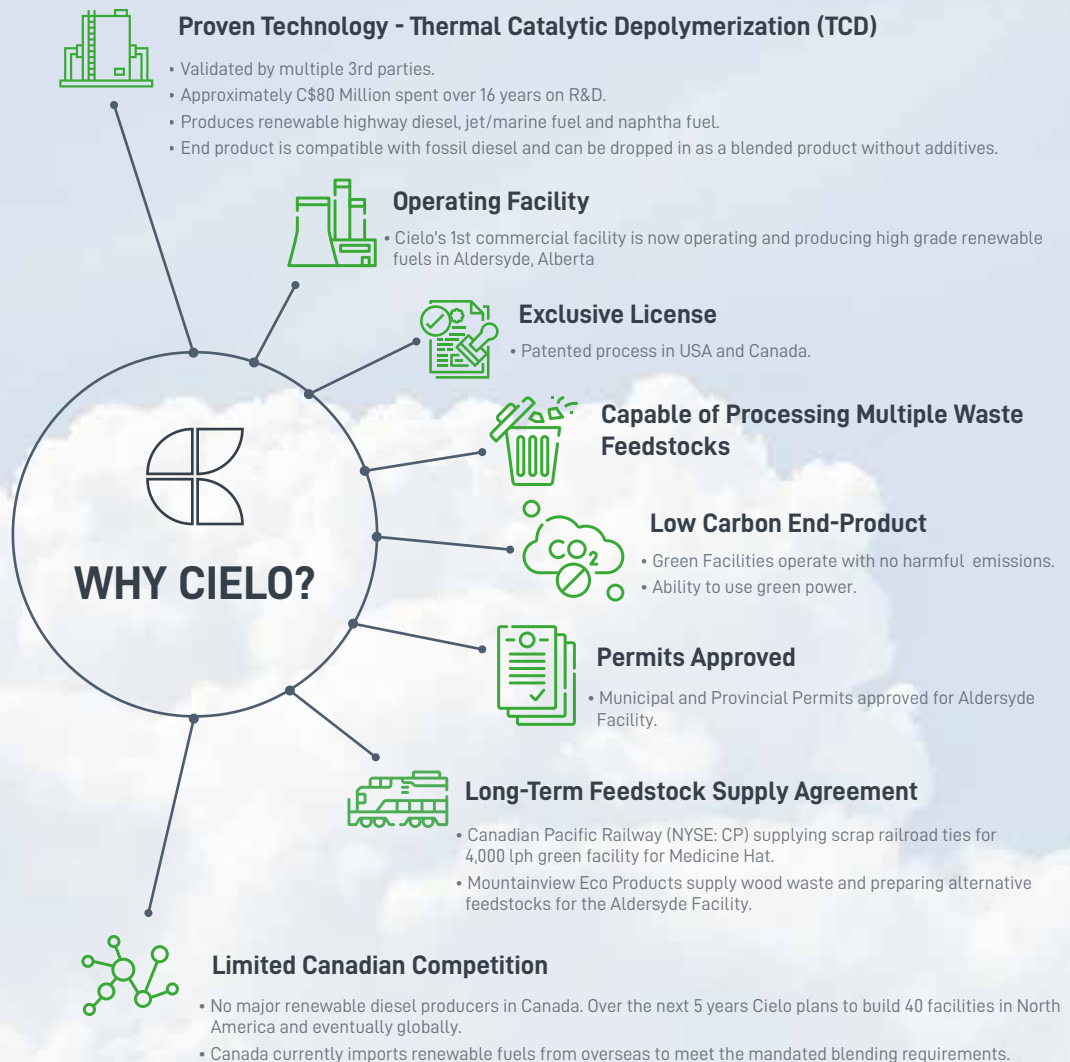 Proven Technology - Thermal Catalytic Depolymerization (TCD)
• Validated by multiple 3rd parties.
• Approximately C$80 Million spent over 16 years on R&D.
• Produces renewable highway diesel, jet/marine fuel and naphtha fuel.
• End product is compatible with fossil diesel and can be dropped in as a blended product without additives.
Operating Facility
• Cielo's 1st commercial facility is now operating and producing high grade renewable
fuels in Aldersyde, Alberta
Exclusive License
• Patented process in USA and Canada.
Capable of Processing Multiple Waste
Feedstocks
CO2
Low Carbon End-Product
• Green Facilities operate with no harmful emissions.
• Ability to use green power.
WHY CIELO?
Permits Approved
• Municipal and Provincial Permits approved for Aldersyde
Facility.
Long-Term Feedstock Supply Agreement
• Canadian Pacific Railway (NYSE: CP) supplying scrap railroad ties for
4,000 lph green facility for Medicine Hat.
• Mountainview Eco Products supply wood waste and preparing alternative
feedstocks for the Aldersyde Facility.
Limited Canadian Competition
• No major renewable diesel producers in Canada. Over the next 5 years Cielo plans to build 40 facilities in North
America and eventually globally.
• Canada currently imports renewable fuels from overseas to meet the mandated blending requirements.